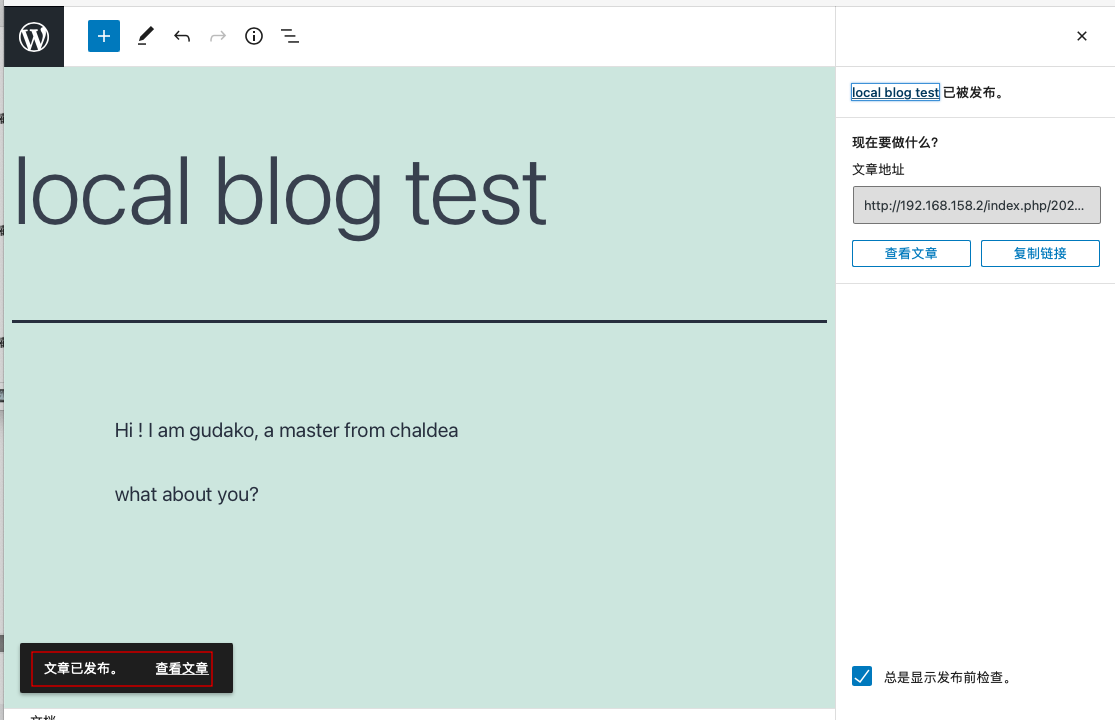 local blog test 已被发布。
现在要做什么?
文章地址
http://192.168.158.2/index.php/202...
查看文章 复制链接
local blog test
Hi ! I am gudako, a master from chaldea
what about you?
文章已发布。 查看文章
总是显示发布前检查。
文档